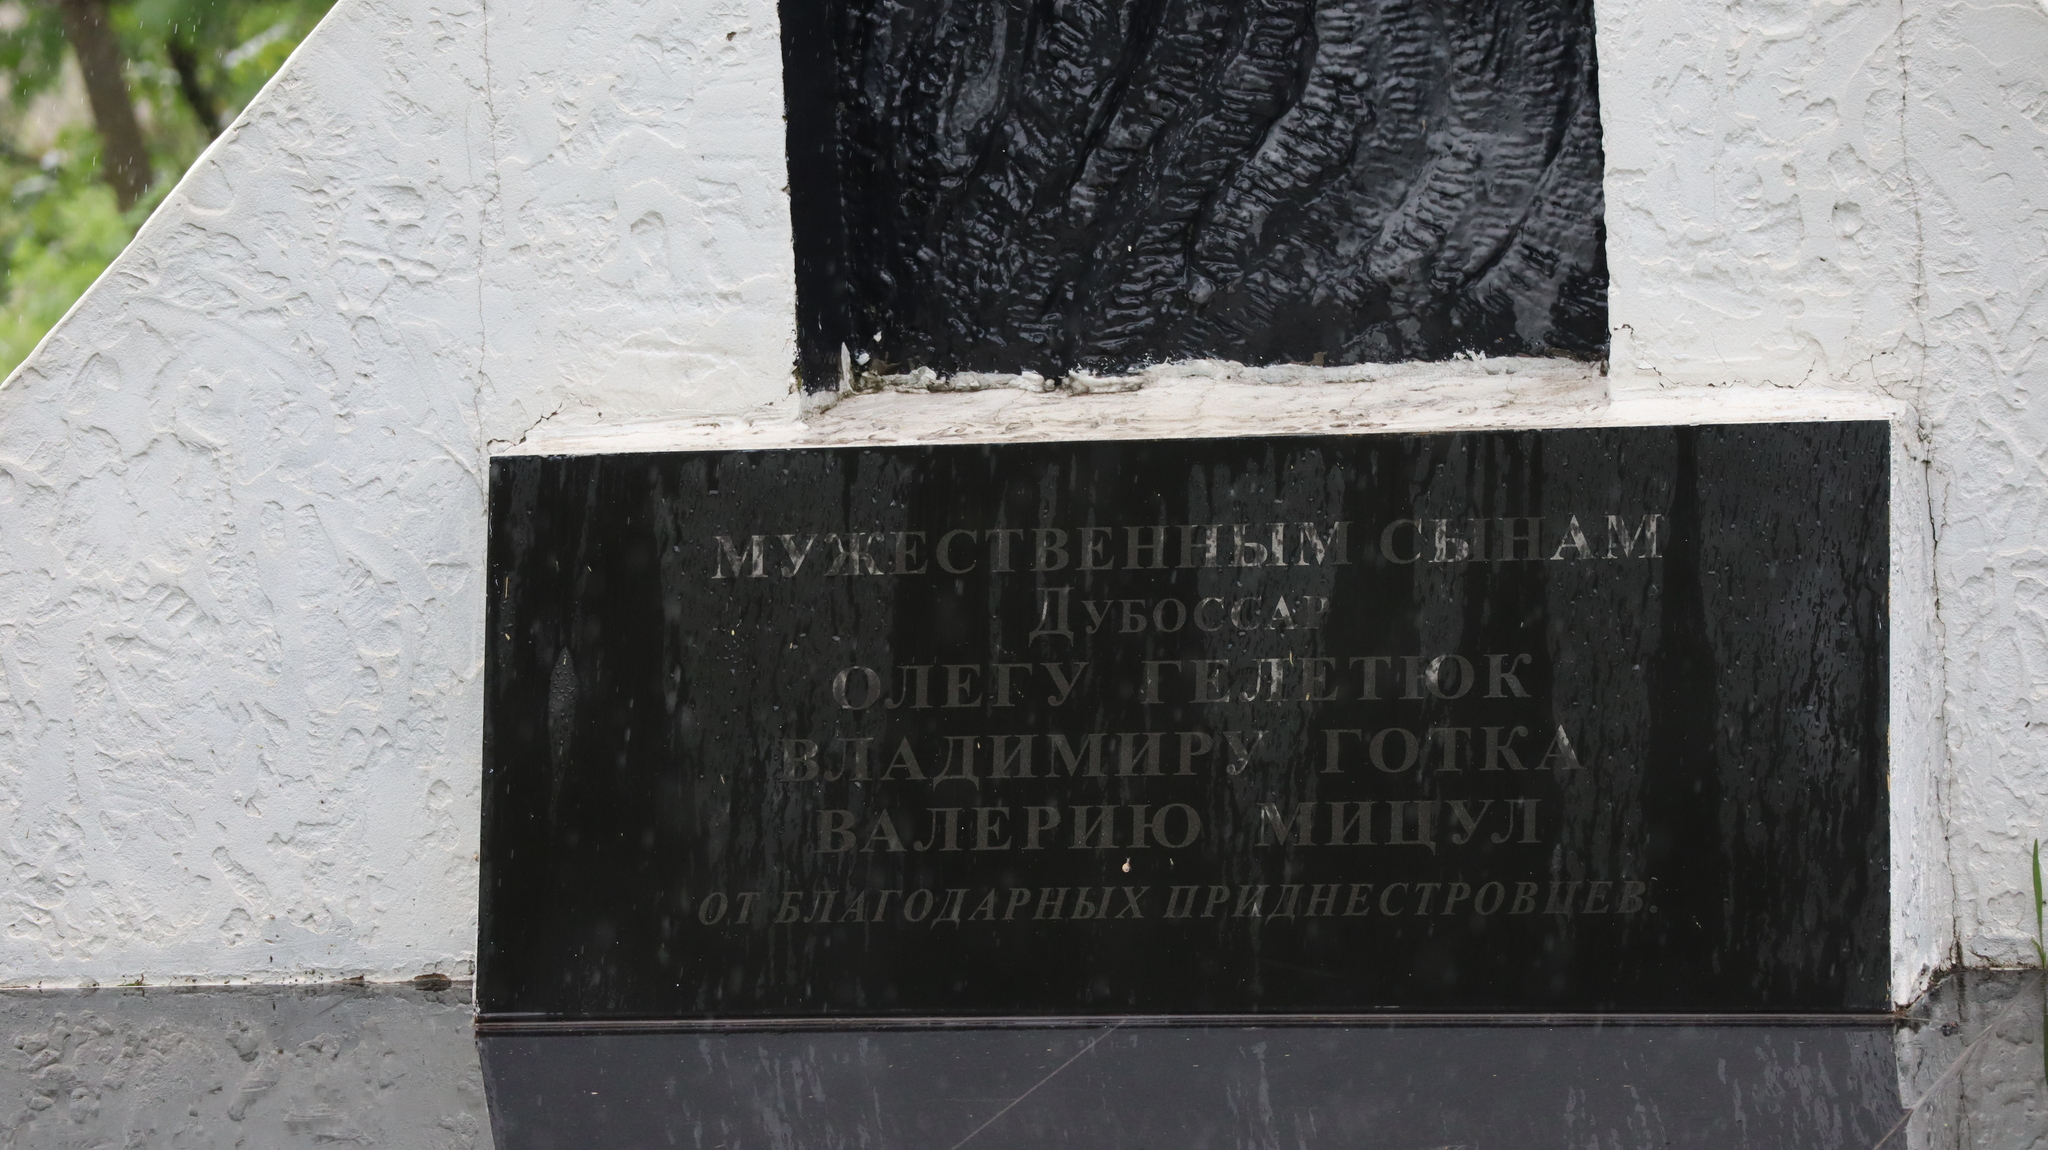 МУЖЕСТВЕННЫМ СЫНАМ
ДУБОССАР
ОЛЕГУ ГЕЛЕТЮК
ВЛАДИМИРУ ГОТКА
ВАЛЕРИЮ МИЦУЛ
ОТ БЛАГОДАРНЫХ ПРИДНЕСТРОВЦЕВ.